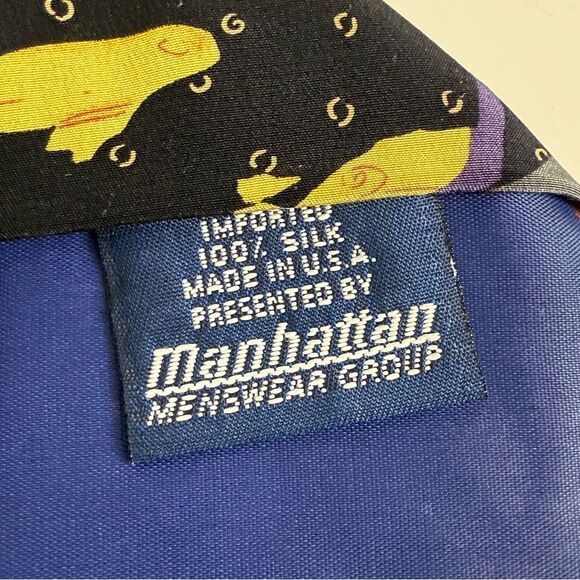 IMPORTED
100% SILK
MADE IN U.S.A.
PRESENTED BY
manhattan
MENSWEAR GROUP